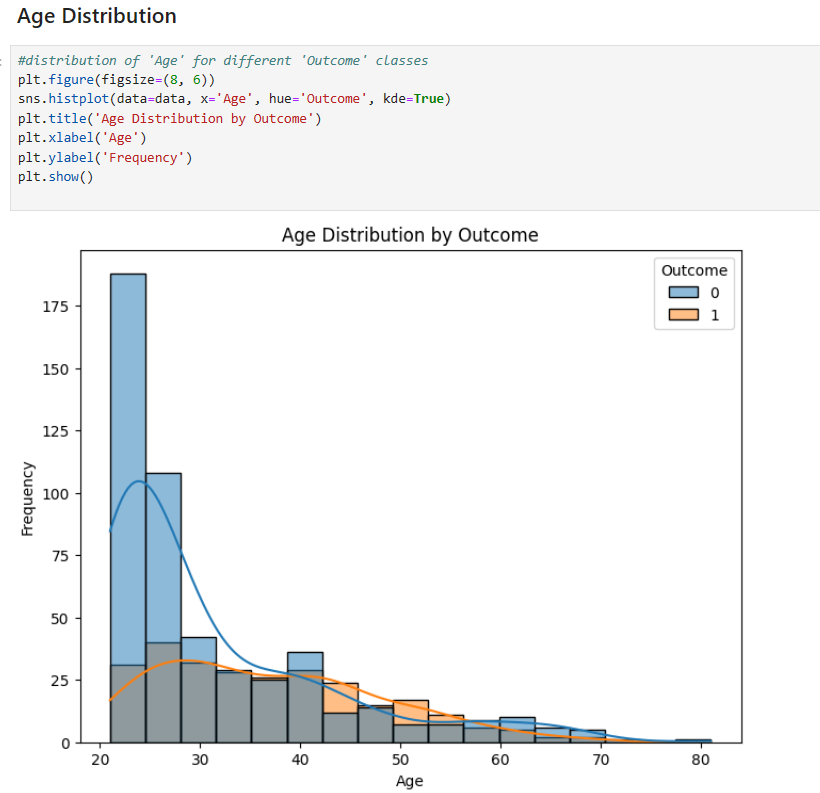 Age Distribution
#distribution of 'Age' for different 'Outcome' classes
plt.figure(figsize=(8, 6))
sns.histplot(data=data, x='Age', hue='Outcome', kde=True)
plt.title('Age Distribution by Outcome')
plt.xlabel('Age')
plt.ylabel('Frequency')
plt.show()
Age Distribution by Outcome
Outcome
0
1
175
150
125
100
75
50
25
0
Frequency
20 30 40 50 60 70 80
Age